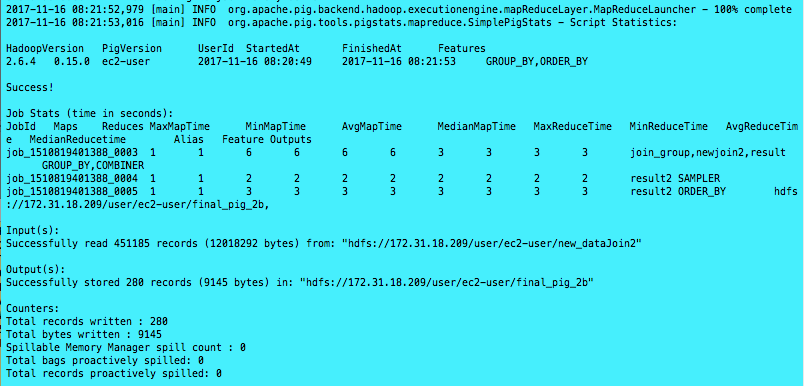 2017-11-16 08:21:52,979 [main] INFO  org.apache.pig.backend.hadoop.executionengine.mapReduceLayer.MapReduceLauncher - 100% complete
2017-11-16 08:21:53,016 [main] INFO  org.apache.pig.tools.pigstats.mapreduce.SimplePigStats - Script Statistics:
HadoopVersion   PigVersion      UserId  StartedAt       FinishedAt      Features
2.6.4   0.15.0  ec2-user        2017-11-16 08:20:49     2017-11-16 08:21:53     GROUP_BY,ORDER_BY
Success!
Job Stats (time in seconds):
JobId   Maps    Reduces MaxMapTime      MinMapTime      AvgMapTime      MedianMapTime   MaxReduceTime   MinReduceTime   AvgReduceTim
e   MedianReducetime        Alias   Feature Outputs
job_1510819401388_0003  1       1       6       6       6       6       3       3       3       3       join_group,newjoin2,result
GROUP_BY,COMBINER
job_1510819401388_0004  1       1       2       2       2       2       2       2       2       2       result2 SAMPLER
job_1510819401388_0005  1       1       3       3       3       3       3       3       3       3       result2 ORDER_BY        hdfs
://172.31.18.209/user/ec2-user/final_pig_2b,
Input(s):
Successfully read 451185 records (12018292 bytes) from: "hdfs://172.31.18.209/user/ec2-user/new_dataJoin2"
Output(s):
Successfully stored 280 records (9145 bytes) in: "hdfs://172.31.18.209/user/ec2-user/final_pig_2b"
Counters:
Total records written : 280
Total bytes written : 9145
Spillable Memory Manager spill count : 0
Total bags proactively spilled: 0
Total records proactively spilled: 0